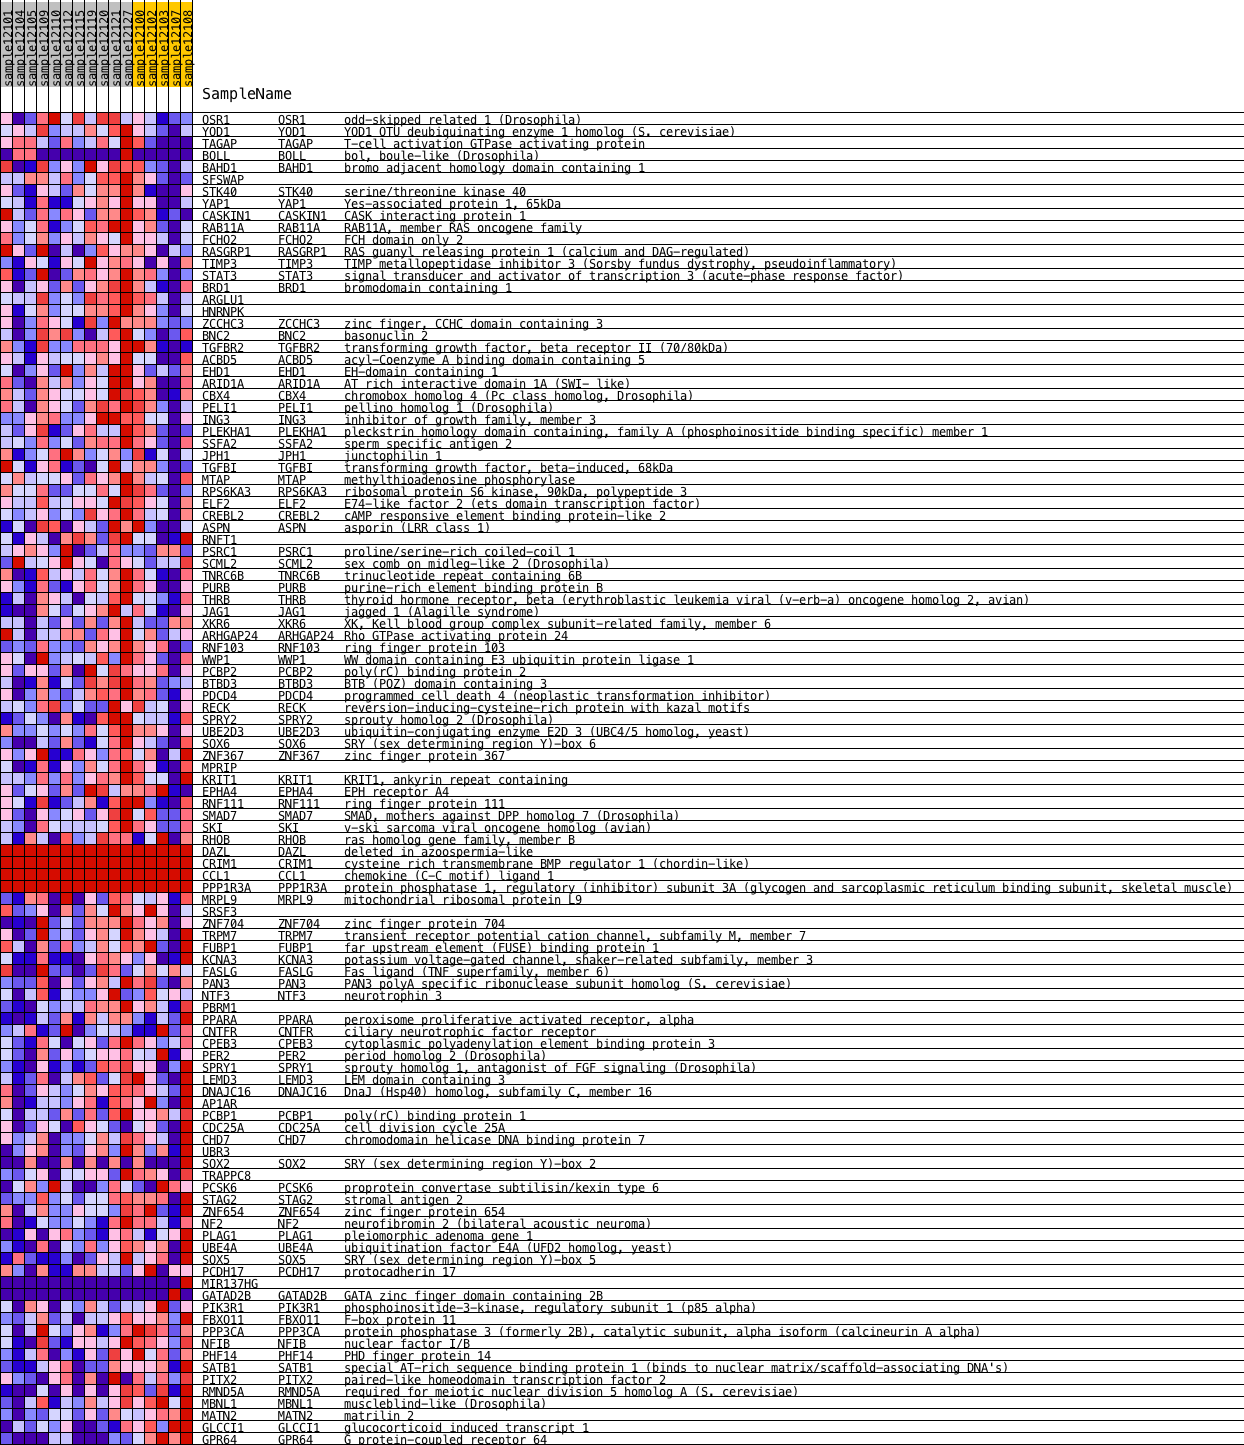 sample12101
sample12104
sample12105
sample12109
sample12110
sample12112
sample12115
sample12119
sample12120
sample12121
sample12127
sample12100
sample12102
sample12103
sample12107
sample12108
SampleName
OSR1 OSR1 odd-skipped related 1 (Drosophila)
YOD1 YOD1 YOD1 OTU deubiquinating enzyme 1 homolog (S. cerevisiae)
TAGAP TAGAP T-cell activation GTPase activating protein
BOLL BOLL bol, boule-like (Drosophila)
BAHD1 BAHD1 bromo adjacent homology domain containing 1
SFSWAP
STK40 STK40 serine/threonine kinase 40
YAP1 YAP1 Yes-associated protein 1, 65kDa
CASKIN1 CASKIN1 CASK interacting protein 1
RAB11A RAB11A RAB11A, member RAS oncogene family
FCHO2 FCHO2 FCH domain only 2
RASGRP1 RASGRP1 RAS guanyl releasing protein 1 (calcium and DAG-regulated)
TIMP3 TIMP3 TIMP metallopeptidase inhibitor 3 (Sorsby fundus dystrophy, pseudoinflammatory)
STAT3 STAT3 signal transducer and activator of transcription 3 (acute-phase response factor)
BRD1 BRD1 bromodomain containing 1
ARGLU1
HNRNPK
ZCCHC3 ZCCHC3 zinc finger, CCHC domain containing 3
BNC2 BNC2 basonuclin 2
TGFBR2 TGFBR2 transforming growth factor, beta receptor II (70/80kDa)
ACBD5 ACBD5 acyl-Coenzyme A binding domain containing 5
EHD1 EHD1 EH-domain containing 1
ARID1A ARID1A AT rich interactive domain 1A (SWI- like)
CBX4 CBX4 chromobox homolog 4 (Pc class homolog, Drosophila)
PELI1 PELI1 pellino homolog 1 (Drosophila)
ING3 ING3 inhibitor of growth family, member 3
PLEKHA1 PLEKHA1 pleckstrin homology domain containing, family A (phosphoinositide binding specific) member 1
SSFA2 SSFA2 sperm specific antigen 2
JPH1 JPH1 junctophilin 1
TGFBI TGFBI transforming growth factor, beta-induced, 68kDa
MTAP MTAP methylthioadenosine phosphorylase
RPS6KA3 RPS6KA3 ribosomal protein S6 kinase, 90kDa, polypeptide 3
ELF2 ELF2 E74-like factor 2 (ets domain transcription factor)
CREBL2 CREBL2 cAMP responsive element binding protein-like 2
ASPN ASPN asporin (LRR class 1)
RNFT1
PSRC1 PSRC1 proline/serine-rich coiled-coil 1
SCML2 SCML2 sex comb on midleg-like 2 (Drosophila)
TNRC6B TNRC6B trinucleotide repeat containing 6B
PURB PURB purine-rich element binding protein B
THRB THRB thyroid hormone receptor, beta (erythroblastic leukemia viral (v-erb-a) oncogene homolog 2, avian)
JAG1 JAG1 jagged 1 (Alagille syndrome)
XKR6 XKR6 XK, Kell blood group complex subunit-related family, member 6
ARHGAP24 ARHGAP24 Rho GTPase activating protein 24
RNF103 RNF103 ring finger protein 103
WWP1 WWP1 WW domain containing E3 ubiquitin protein ligase 1
PCBP2 PCBP2 poly(rC) binding protein 2
BTBD3 BTBD3 BTB (POZ) domain containing 3
PDCD4 PDCD4 programmed cell death 4 (neoplastic transformation inhibitor)
RECK RECK reversion-inducing-cysteine-rich protein with kazal motifs
SPRY2 SPRY2 sprouty homolog 2 (Drosophila)
UBE2D3 UBE2D3 ubiquitin-conjugating enzyme E2D 3 (UBC4/5 homolog, yeast)
SOX6 SOX6 SRY (sex determining region Y)-box 6
ZNF367 ZNF367 zinc finger protein 367
MPRIP
KRIT1 KRIT1 KRIT1, ankyrin repeat containing
EPHA4 EPHA4 EPH receptor A4
RNF111 RNF111 ring finger protein 111
SMAD7 SMAD7 SMAD, mothers against DPP homolog 7 (Drosophila)
SKI SKI v-ski sarcoma viral oncogene homolog (avian)
RHOB RHOB ras homolog gene family, member B
DAZL DAZL deleted in azoospermia-like
CRIM1 CRIM1 cysteine rich transmembrane BMP regulator 1 (chordin-like)
CCL1 CCL1 chemokine (C-C motif) ligand 1
PPP1R3A PPP1R3A protein phosphatase 1, regulatory (inhibitor) subunit 3A (glycogen and sarcoplasmic reticulum binding subunit, skeletal muscle)
MRPL9 MRPL9 mitochondrial ribosomal protein L9
SRSF3
ZNF704 ZNF704 zinc finger protein 704
TRPM7 TRPM7 transient receptor potential cation channel, subfamily M, member 7
FUBP1 FUBP1 far upstream element (FUSE) binding protein 1
KCNA3 KCNA3 potassium voltage-gated channel, shaker-related subfamily, member 3
FASLG FASLG Fas ligand (TNF superfamily, member 6)
PAN3 PAN3 PAN3 polyA specific ribonuclease subunit homolog (S. cerevisiae)
NTF3 NTF3 neurotrophin 3
PBRM1
PPARA PPARA peroxisome proliferative activated receptor, alpha
CNTFR CNTFR ciliary neurotrophic factor receptor
CPEB3 CPEB3 cytoplasmic polyadenylation element binding protein 3
PER2 PER2 period homolog 2 (Drosophila)
SPRY1 SPRY1 sprouty homolog 1, antagonist of FGF signaling (Drosophila)
LEMD3 LEMD3 LEM domain containing 3
DNAJC16 DNAJC16 DnaJ (Hsp40) homolog, subfamily C, member 16
AP1AR
PCBP1 PCBP1 poly(rC) binding protein 1
CDC25A CDC25A cell division cycle 25A
CHD7 CHD7 chromodomain helicase DNA binding protein 7
UBR3
SOX2 SOX2 SRY (sex determining region Y)-box 2
TRAPPC8
PCSK6 PCSK6 proprotein convertase subtilisin/kexin type 6
STAG2 STAG2 stromal antigen 2
ZNF654 ZNF654 zinc finger protein 654
NF2 NF2 neurofibromin 2 (bilateral acoustic neuroma)
PLAG1 PLAG1 pleiomorphic adenoma gene 1
UBE4A UBE4A ubiquitination factor E4A (UFD2 homolog, yeast)
SOX5 SOX5 SRY (sex determining region Y)-box 5
PCDH17 PCDH17 protocadherin 17
MIR137HG
GATAD2B GATAD2B GATA zinc finger domain containing 2B
PIK3R1 PIK3R1 phosphoinositide-3-kinase, regulatory subunit 1 (p85 alpha)
FBXO11 FBXO11 F-box protein 11
PPP3CA PPP3CA protein phosphatase 3 (formerly 2B), catalytic subunit, alpha isoform (calcineurin A alpha)
NFIB NFIB nuclear factor I/B
PHF14 PHF14 PHD finger protein 14
SATB1 SATB1 special AT-rich sequence binding protein 1 (binds to nuclear matrix/scaffold-associating DNA's)
PITX2 PITX2 paired-like homeodomain transcription factor 2
RMND5A RMND5A required for meiotic nuclear division 5 homolog A (S. cerevisiae)
MBNL1 MBNL1 muscleblind-like (Drosophila)
MATN2 MATN2 matrilin 2
GLCCI1 GLCCI1 glucocorticoid induced transcript 1
GPR64 GPR64 G protein-coupled receptor 64